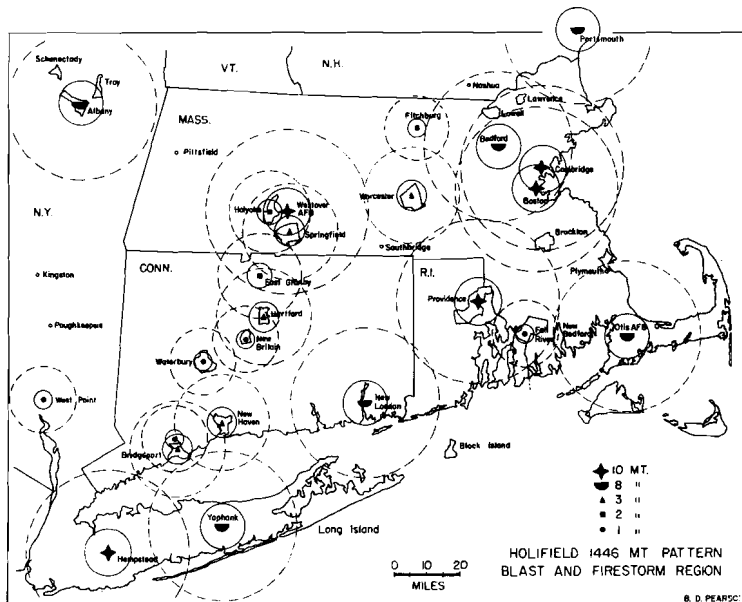 Portsmouth
Schenectady
Troy
Albany
VT.
N.H.
Nashua
Lawrence
Lowell
Fitchburg
Bedford
MASS.
Pittsfield
Cambridge
Boston
Worcester
Holyoke
Westover
AFB
Springfield
N.Y.
Southbridge
Brockton
Plymouth
CONN.
R.I.
East Granby
Kingston
Providence
Hartford
Poughkeepsie
New
Britain
Fall
River
New
Bedford
Otis AFB
Waterbury
West Point
New
London
New
Haven
Bridgeport
Block Island
Yaphank
Long Island
Hempstead
10 MT.
8 "
3 "
2 "
1 "
0 10 20
MILES
HOLIFIELD 1446 MT PATTERN
BLAST AND FIRESTORM REGION
B. D. PEARSO